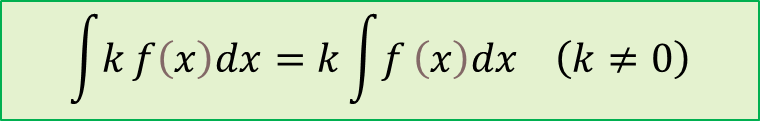 ∫k f(x)dx = k∫f (x)dx (k ≠ 0)